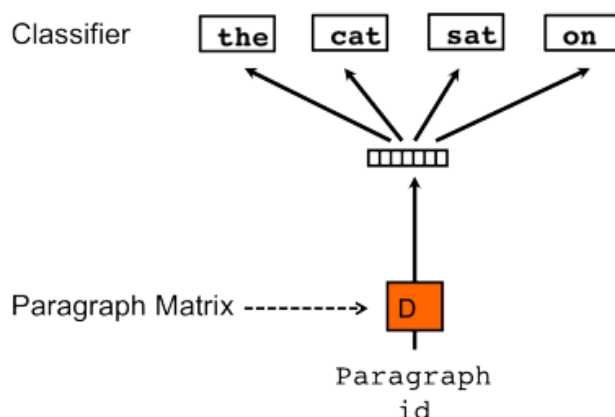 Classifier the cat sat on
Paragraph Matrix D
Paragraph
id